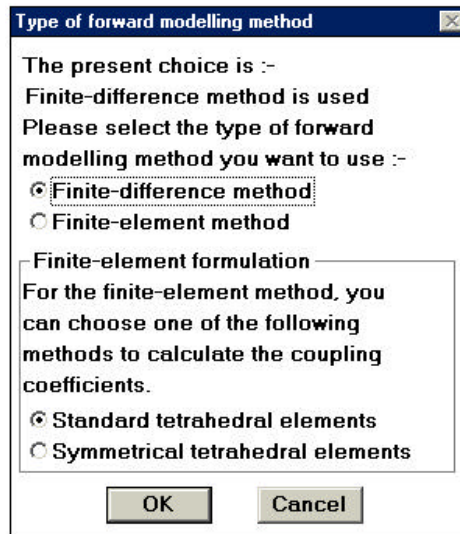 Type of forward modelling method
The present choice is :-
Finite-difference method is used
Please select the type of forward
modelling method you want to use :-
Finite-difference method
Finite-element method
Finite-element formulation
For the finite-element method, you
can choose one of the following
methods to calculate the coupling
coefficients.
Standard tetrahedral elements
Symmetrical tetrahedral elements
OK
Cancel